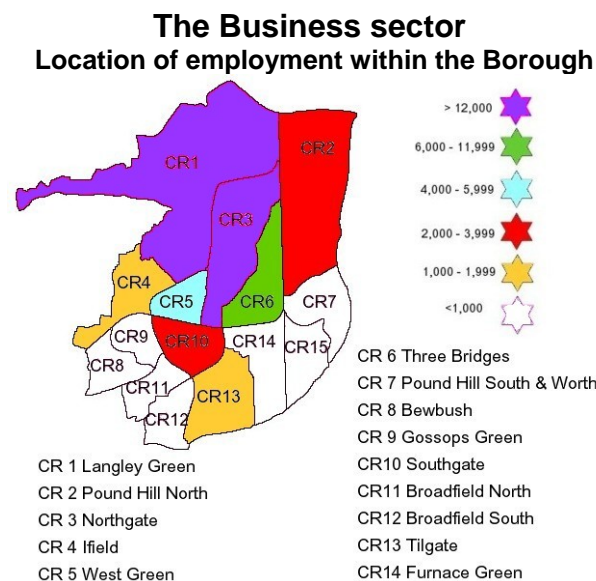 The Business sector
Location of employment within the Borough
> 12,000
6,000 - 11,999
4,000 - 5,999
2,000 - 3,999
1,000 - 1,999
<1,000
CR1
CR2
CR3
CR4
CR5
CR6
CR7
CR9
CR10
CR14
CR15
CR8
CR11
CR13
CR12
CR 1 Langley Green
CR 2 Pound Hill North
CR 3 Northgate
CR 4 Ifield
CR 5 West Green
CR 6 Three Bridges
CR 7 Pound Hill South & Worth
CR 8 Bewbush
CR 9 Gossops Green
CR10 Southgate
CR11 Broadfield North
CR12 Broadfield South
CR13 Tilgate
CR14 Furnace Green